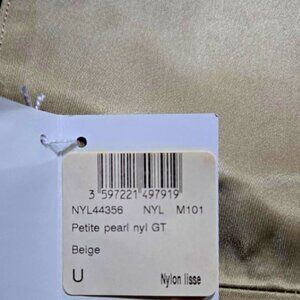 3 597221 497919
NYL44356 NYL M101
Petite pearl nyl GT
Beige
U Nylon lisse